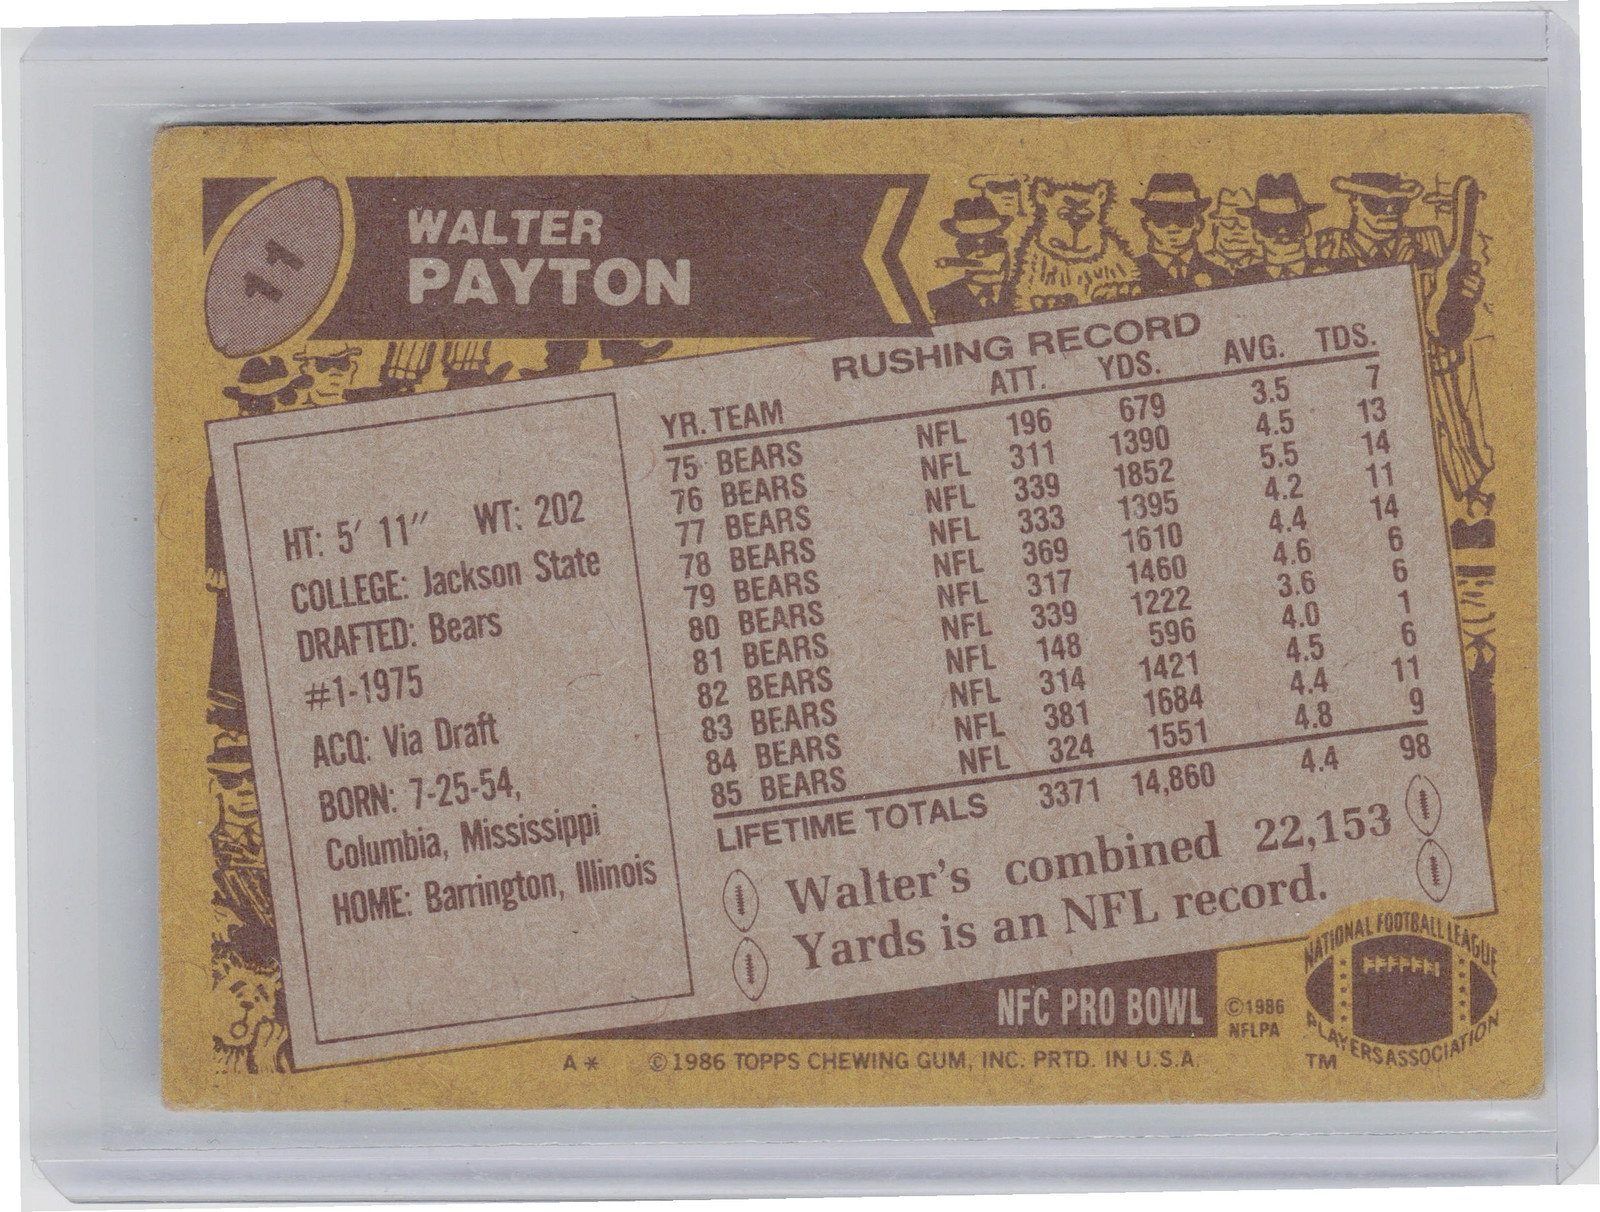 11
WALTER
PAYTON
HT: 5' 11" WT: 202
COLLEGE: Jackson State
DRAFTED: Bears
#1-1975
ACQ: Via Draft
BORN: 7-25-54,
Columbia, Mississippi
HOME: Barrington, Illinois
RUSHING RECORD
YR. TEAM ATT. YDS. AVG. TDS.
75 BEARS NFL 196 679 3.5 7
76 BEARS NFL 311 1390 4.5 13
77 BEARS NFL 339 1852 5.5 14
78 BEARS NFL 333 1395 4.2 11
79 BEARS NFL 369 1610 4.4 14
80 BEARS NFL 317 1460 4.6 6
81 BEARS NFL 339 1222 3.6 6
82 BEARS NFL 148 596 4.0 1
83 BEARS NFL 314 1421 4.5 6
84 BEARS NFL 381 1684 4.4 11
85 BEARS NFL 324 1551 4.8 9
LIFETIME TOTALS 3371 14,860 4.4 98
Walter's combined 22,153
Yards is an NFL record.
NFC PRO BOWL
©1986
NFLPA
NATIONAL FOOTBALL LEAGUE
PLAYERS ASSOCIATION
TM
A* ©1986 TOPPS CHEWING GUM, INC. PRTD. IN U.S.A.